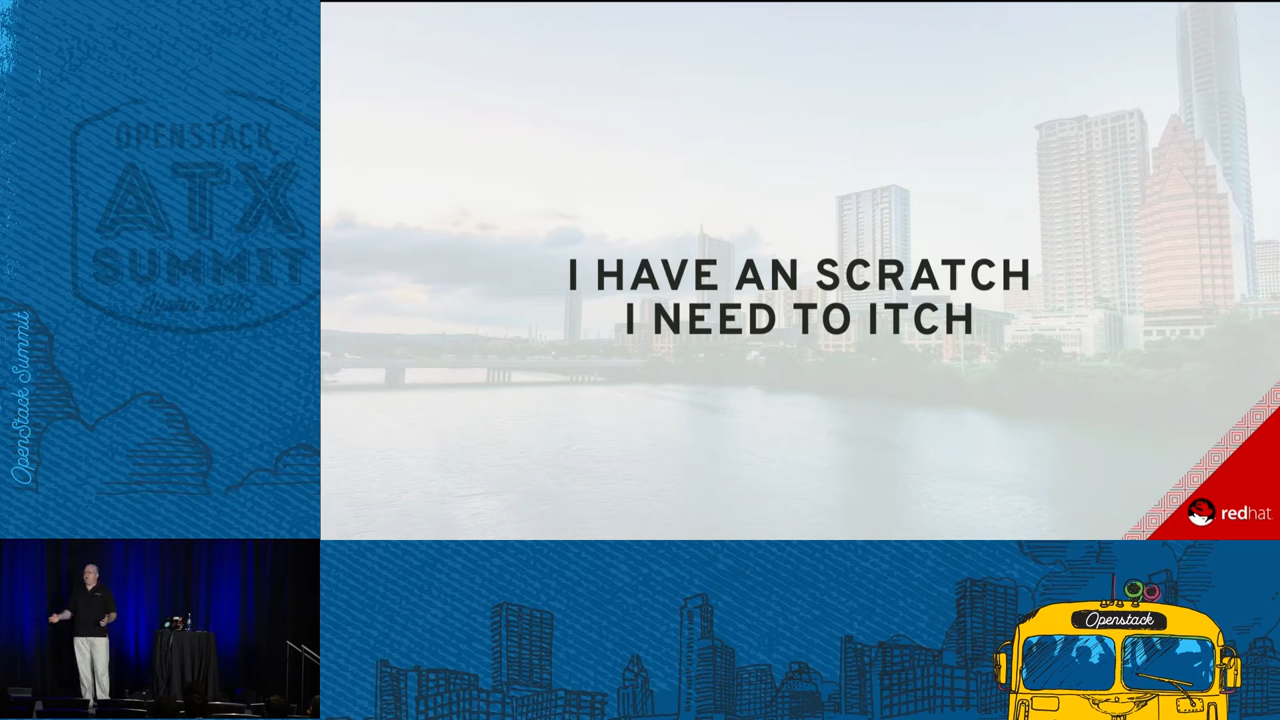 OPENSTACK
ATX
SUMMIT
OpenStack Summit
I HAVE AN SCRATCH
I NEED TO ITCH
redhat.
Openstack